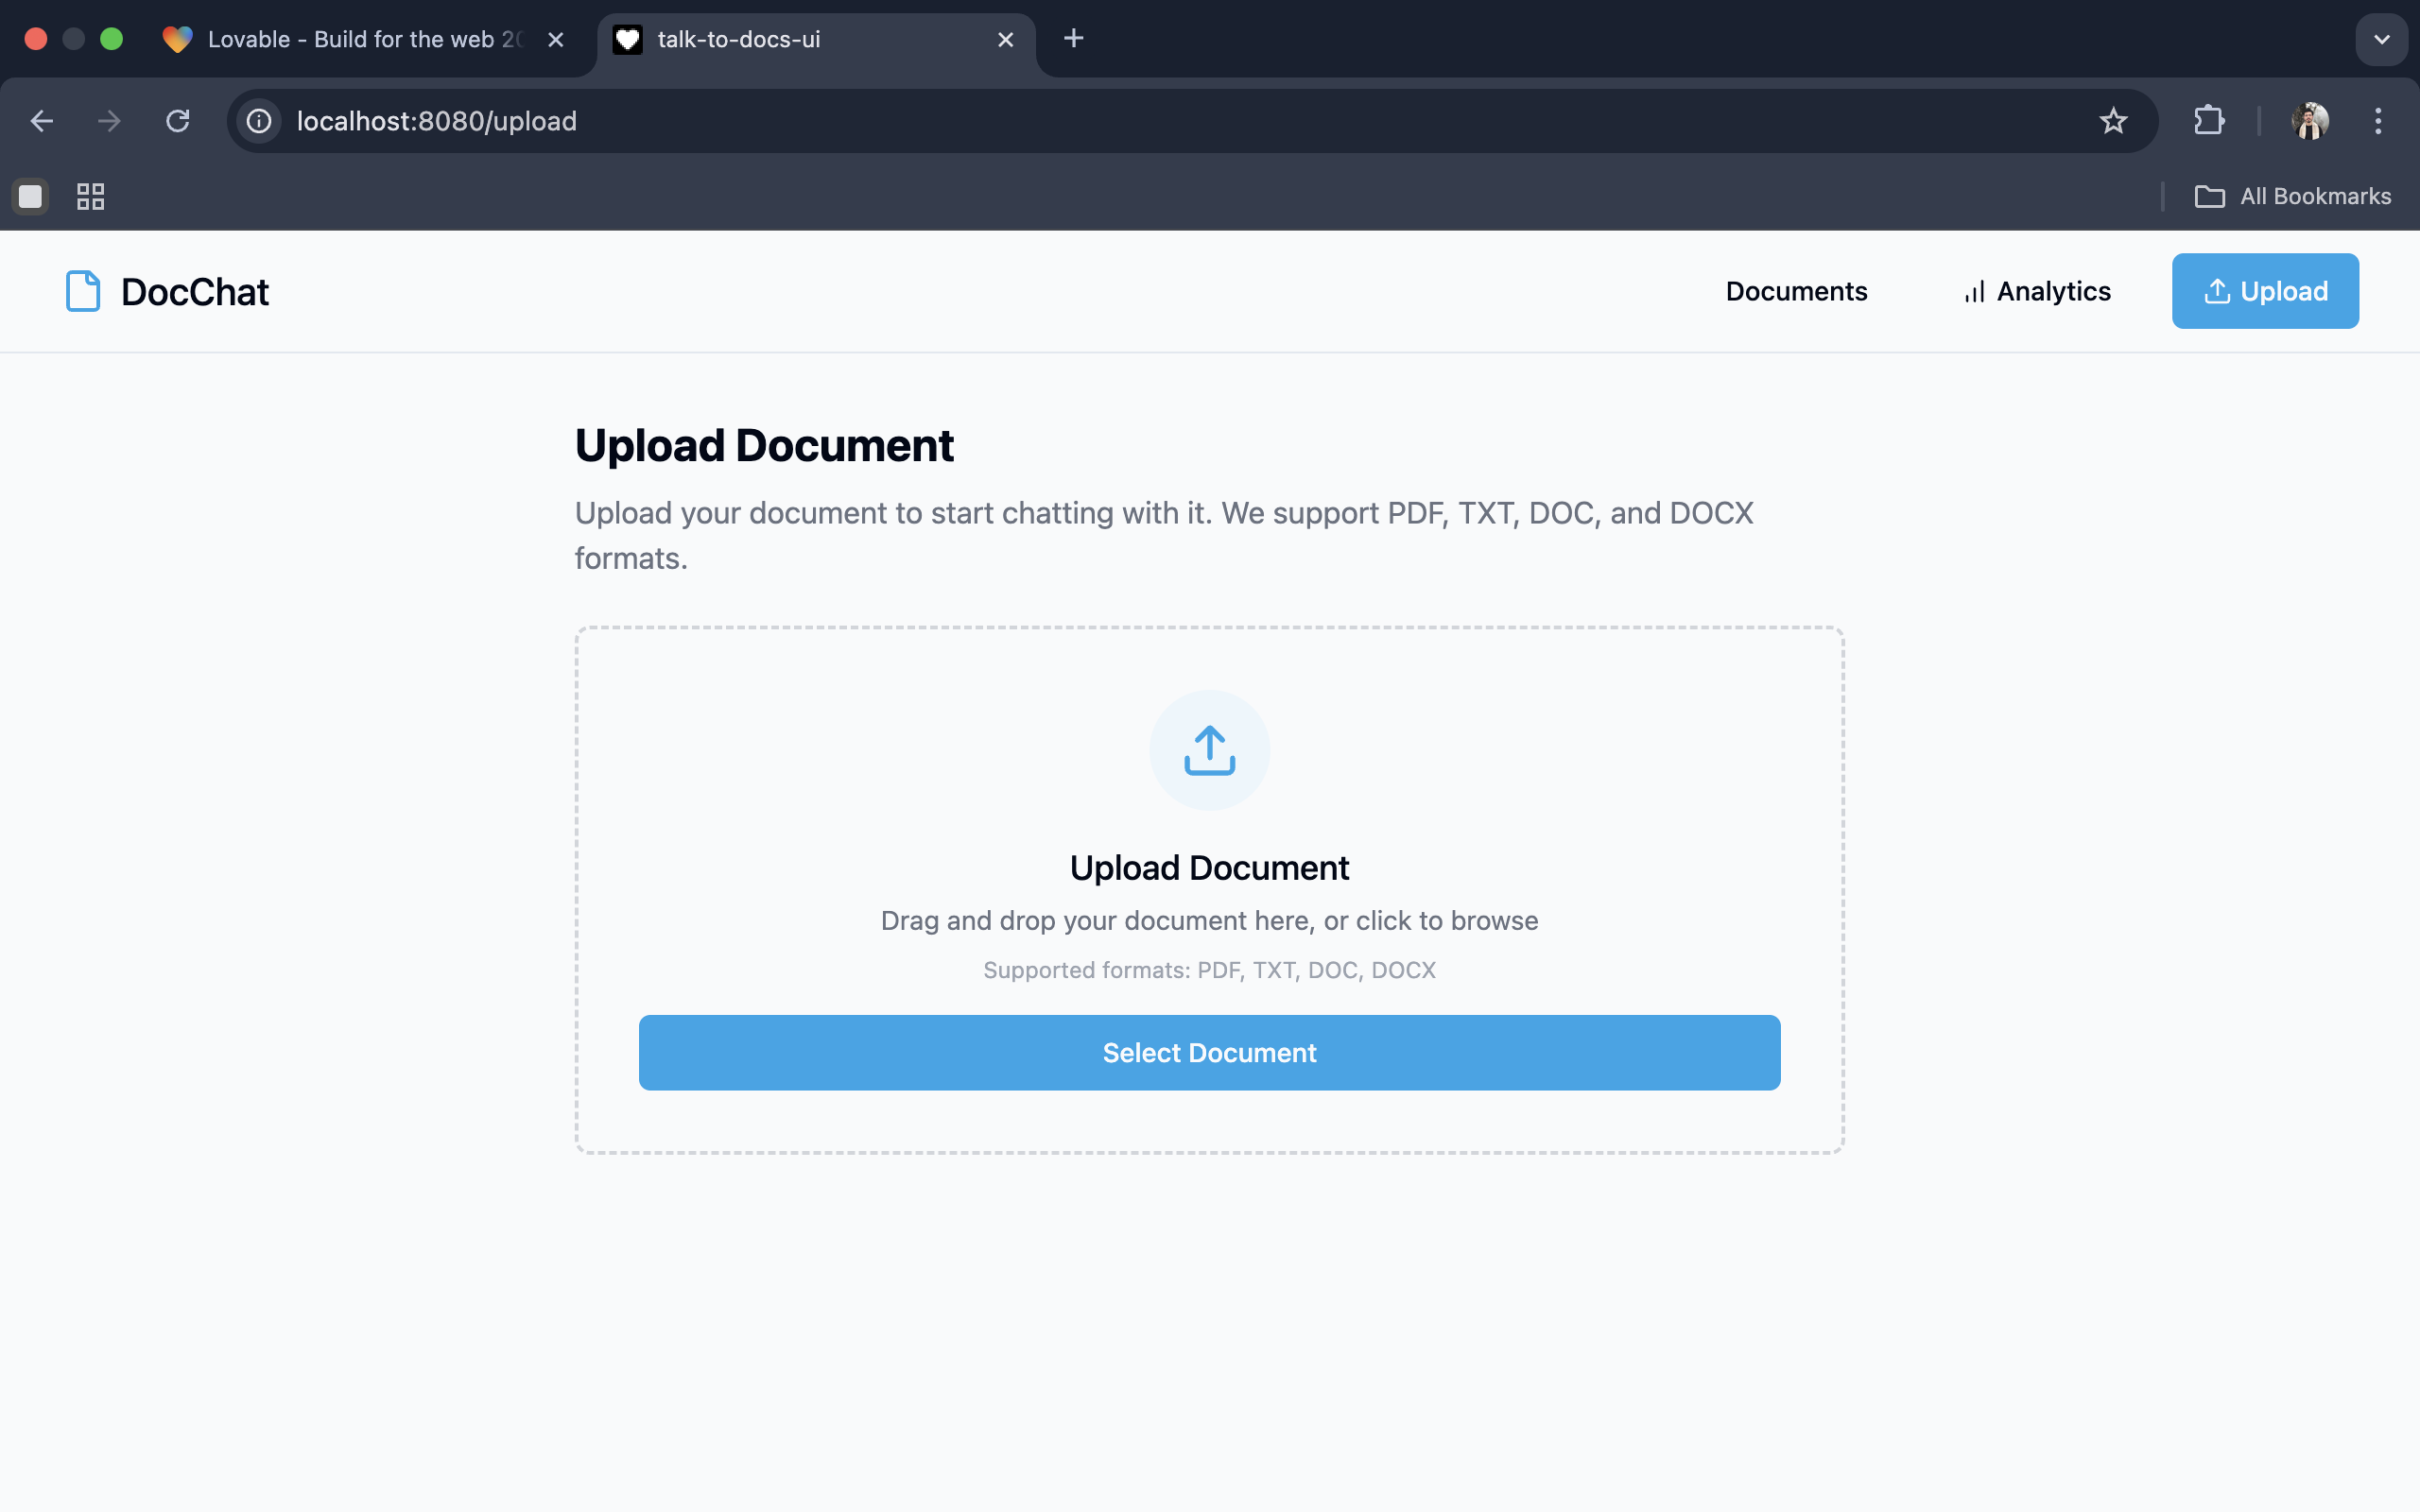 Lovable - Build for the web 20
talk-to-docs-ui
localhost:8080/upload
All Bookmarks
DocChat
Documents
Analytics
Upload
Upload Document
Upload your document to start chatting with it. We support PDF, TXT, DOC, and DOCX
formats.
Upload Document
Drag and drop your document here, or click to browse
Supported formats: PDF, TXT, DOC, DOCX
Select Document